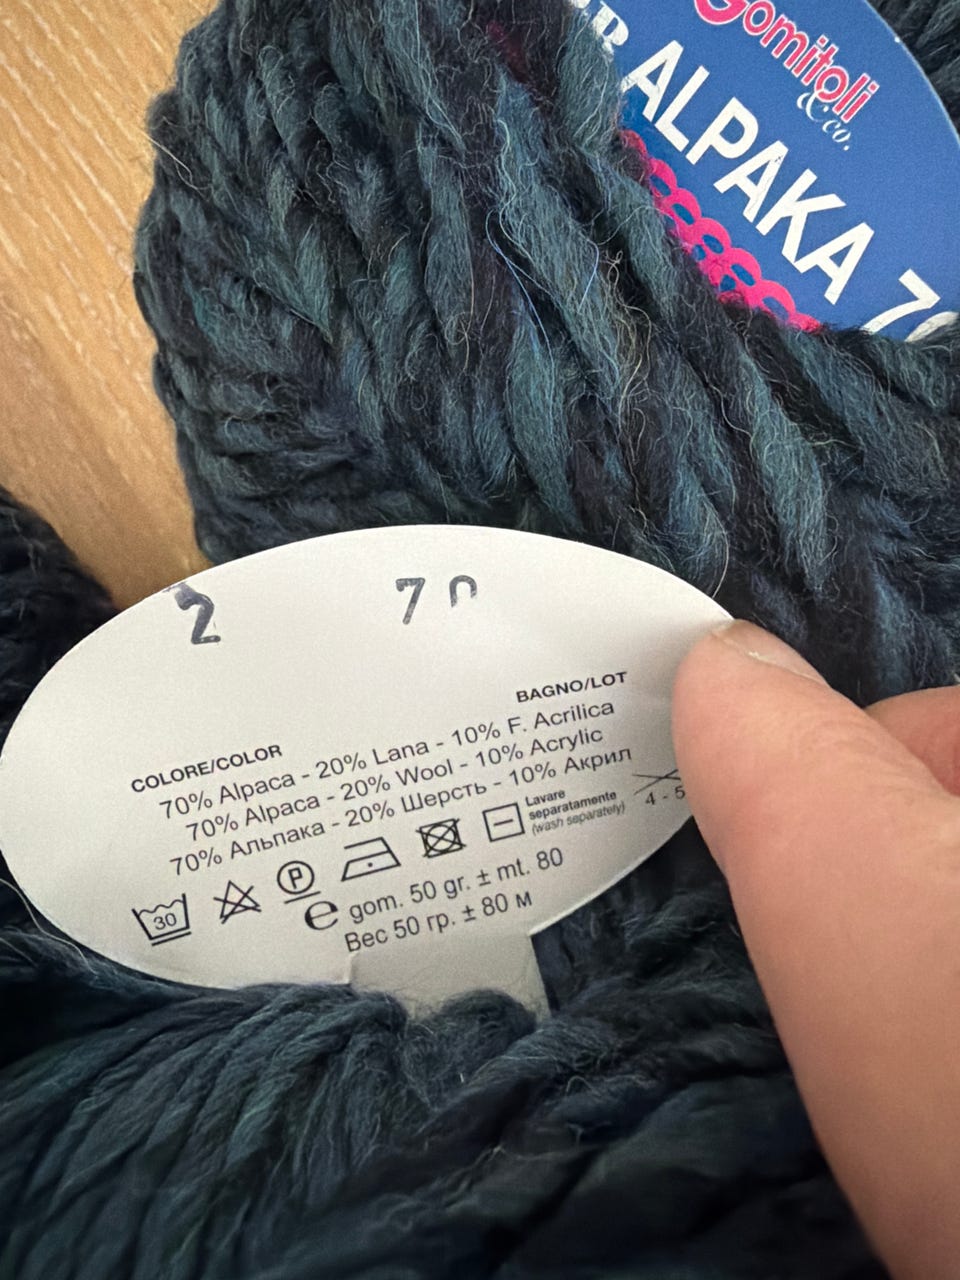 Gomitoli
&co.
ALPAKA
2 70
BAGNO/LOT
COLORE/COLOR
70% Alpaca - 20% Lana - 10% F. Acrilica
70% Alpaca - 20% Wool - 10% Acrylic
70% Альпака - 20% Шерсть - 10% Акрил
4 - 5
Lavare
separatamente
(wash separately)
30
P
e gom. 50 gr. ± mt. 80
Вес 50 гр. ± 80 м